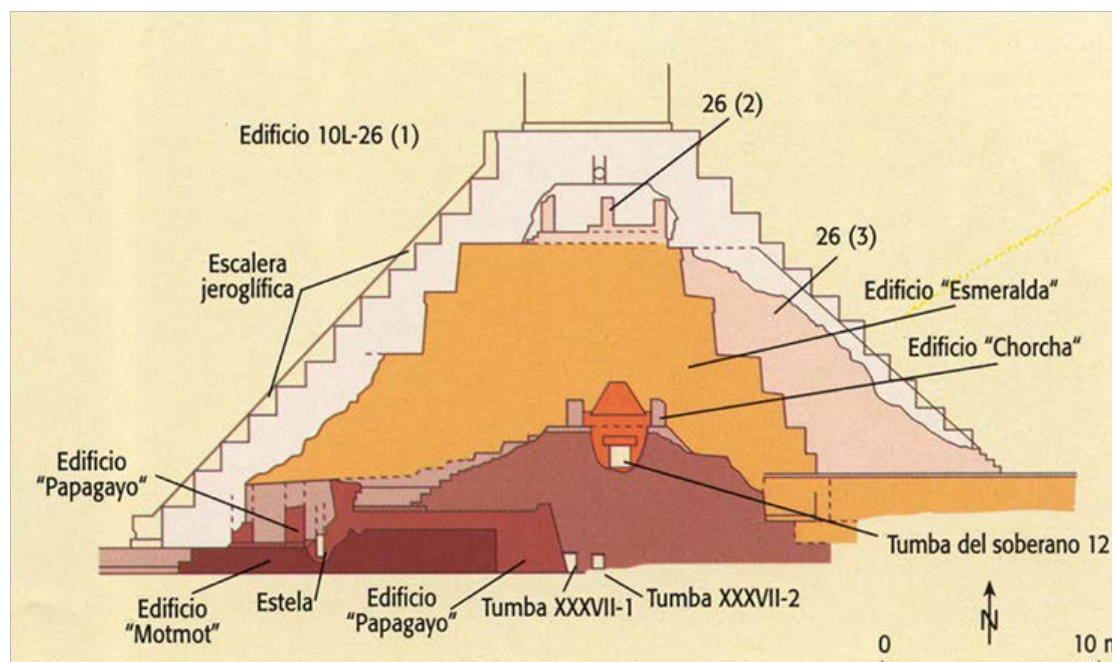 26 (2)
Edificio 10L-26 (1)
26 (3)
Escalera
jeroglífica
Edificio "Esmeralda"
Edificio "Chorcha"
Edificio
"Papagayo"
Tumba del soberano 12
Edificio
"Motmot"
Estela
Edificio
"Papagayo"
Tumba XXXVII-1
Tumba XXXVII-2
N
0
10 m